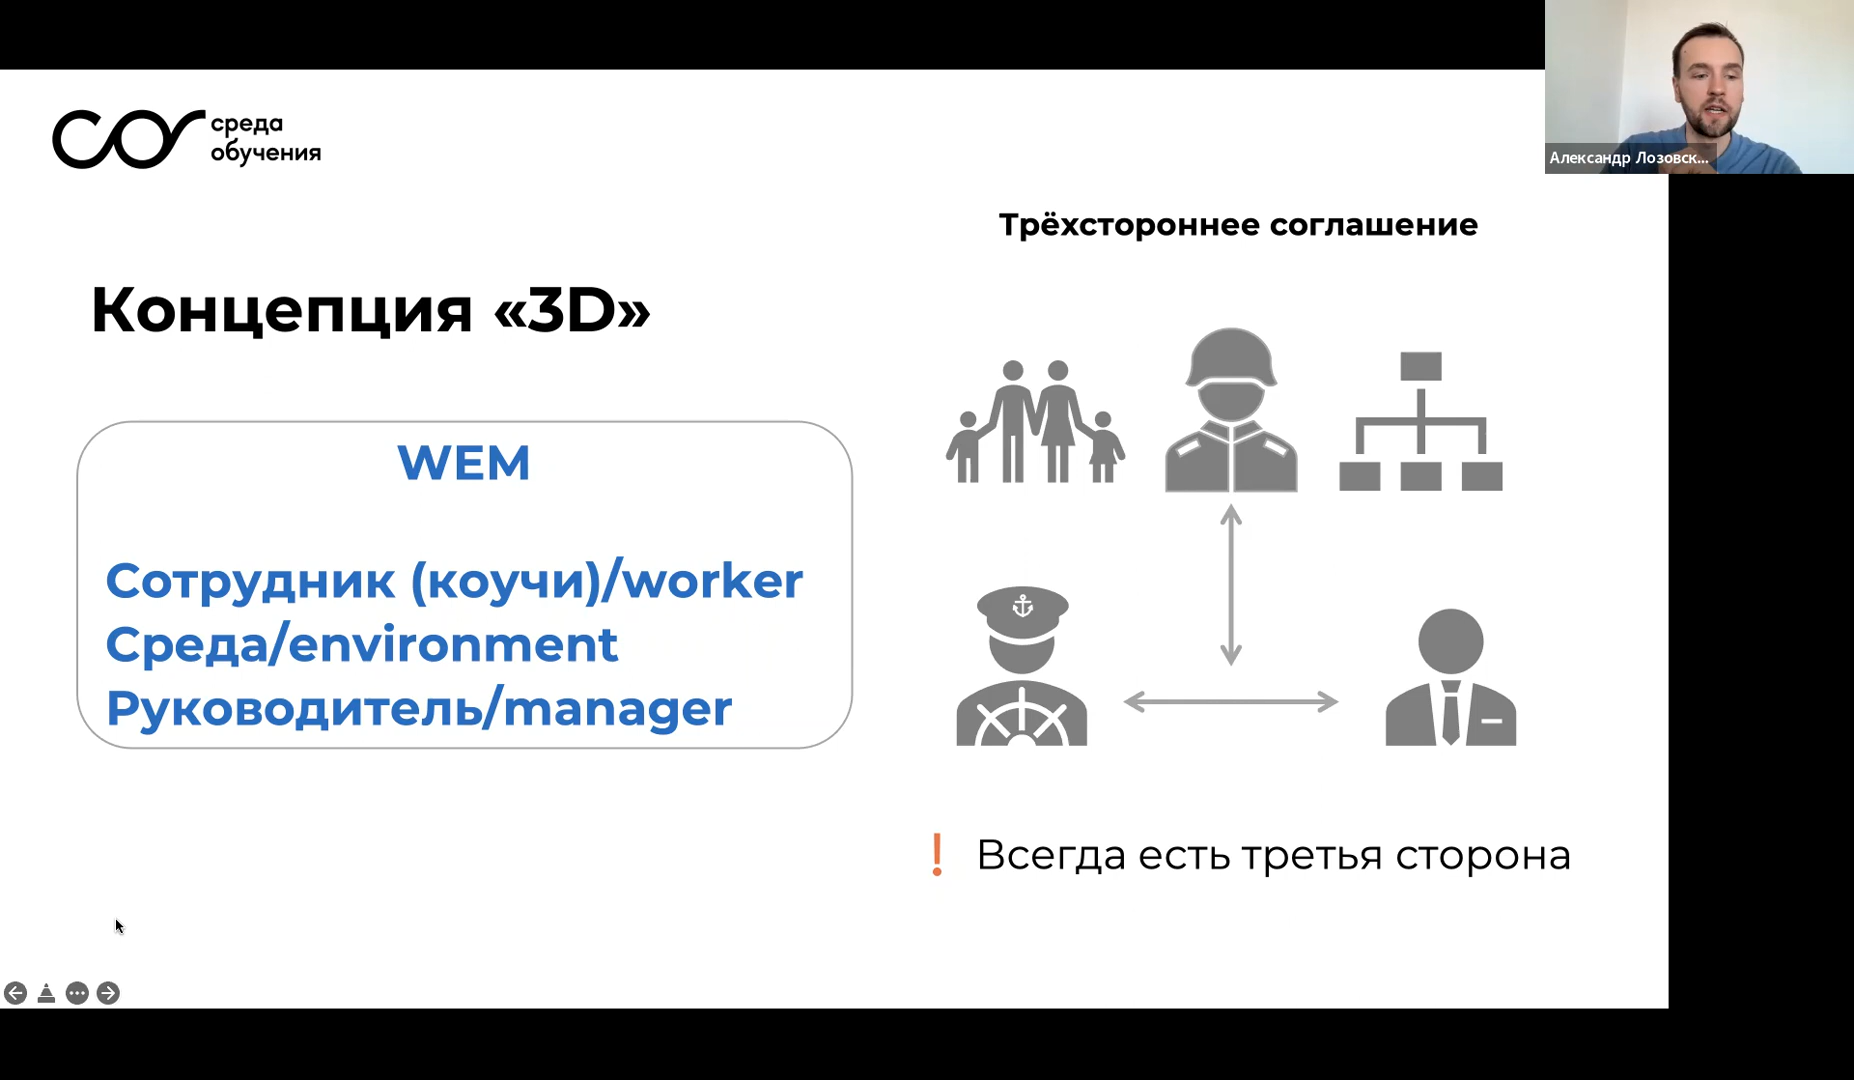 среда
обучения
Александр Лозовск...
Трёхстороннее соглашение
Концепция «3D»
WEM
Сотрудник (коучи)/worker
Среда/environment
Руководитель/manager
❗ Всегда есть третья сторона